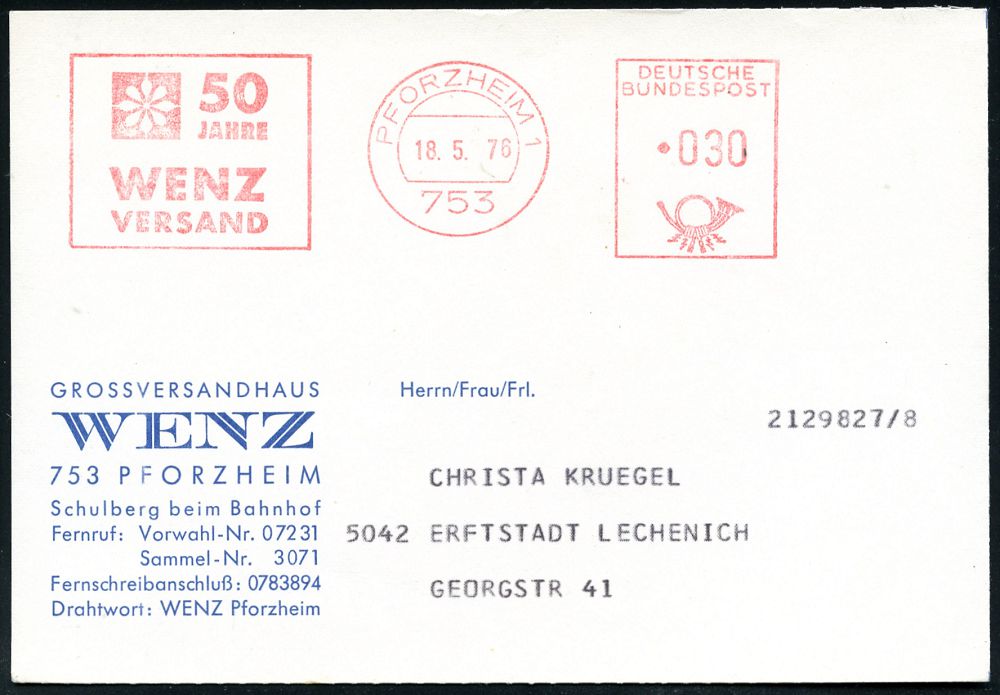 50
JAHRE
WENZ
VERSAND
PFORZHEIM 1
18. 5. 76
753
DEUTSCHE
BUNDESPOST
030
GROSSVERSANDHAUS
WENZ
753 PFORZHEIM
Schulberg beim Bahnhof
Fernruf: Vorwahl-Nr. 07231
Sammel-Nr. 3071
Fernschreibanschluß: 0783894
Drahtwort: WENZ Pforzheim
Herrn/Frau/Frl.
2129827/8
CHRISTA KRUEGEL
5042 ERFTSTADT LECHENICH
GEORGSTR 41